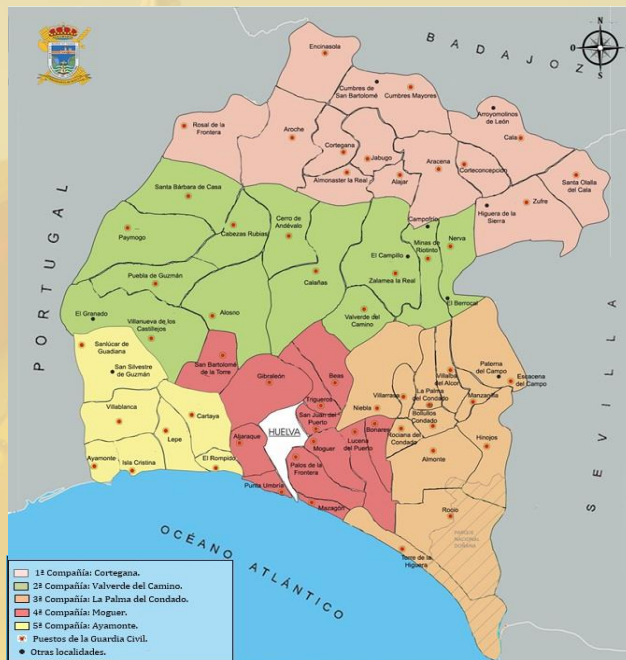 N
O
E
S
BADAJOZ
Encinasola
Cumbres de
San Bartolomé
Cumbres Mayores
Arroyomolinos
de León
Rosal de la
Frontera
Aroche
Cortegana
Jabugo
Cala
Almonaster la Real
Alajar
Aracena
Corteconcepción
Santa Olalla
del Cala
Higuera de la
Sierra
Zufre
PORTUGAL
Santa Bárbara de Casa
Cerro de
Andévalo
Campofrío
Paymogo
Cabezas Rubias
El Campillo
Minas de
Riotinto
Nerva
Puebla de Guzmán
Calañas
Zalamea la Real
El Granado
Villanueva de los
Castillejos
Alosno
Valverde del
Camino
El Berrocal
Sanlúcar de
Guadiana
San Silvestre
de Guzmán
San Bartolomé
de la Torre
Gibraleón
Beas
Villalba
del Alcor
Paterna
del Campo
Escacena
del Campo
SEVILLA
Villablanca
Cartaya
Trigueros
San Juan del
Puerto
Niebla
Villarrasa
La Palma
del Condado
Manzanilla
Bollullos
Condado
HUELVA
Lepe
Aljaraque
Moguer
Lucena
del Puerto
Bonares
Rociana del
Condado
Hinojos
Almonte
Ayamonte
Isla Cristina
El Rompido
Palos de la
Frontera
Punta Umbría
Mazagón
Rocio
PARQUE
NACIONAL
DOÑANA
Torre de la
Higuera
OCÉANO ATLÁNTICO
1ª Compañía: Cortegana.
2ª Compañía: Valverde del Camino.
3ª Compañía: La Palma del Condado.
4ª Compañía: Moguer.
5ª Compañía: Ayamonte.
Puestos de la Guardia Civil.
Otras localidades.